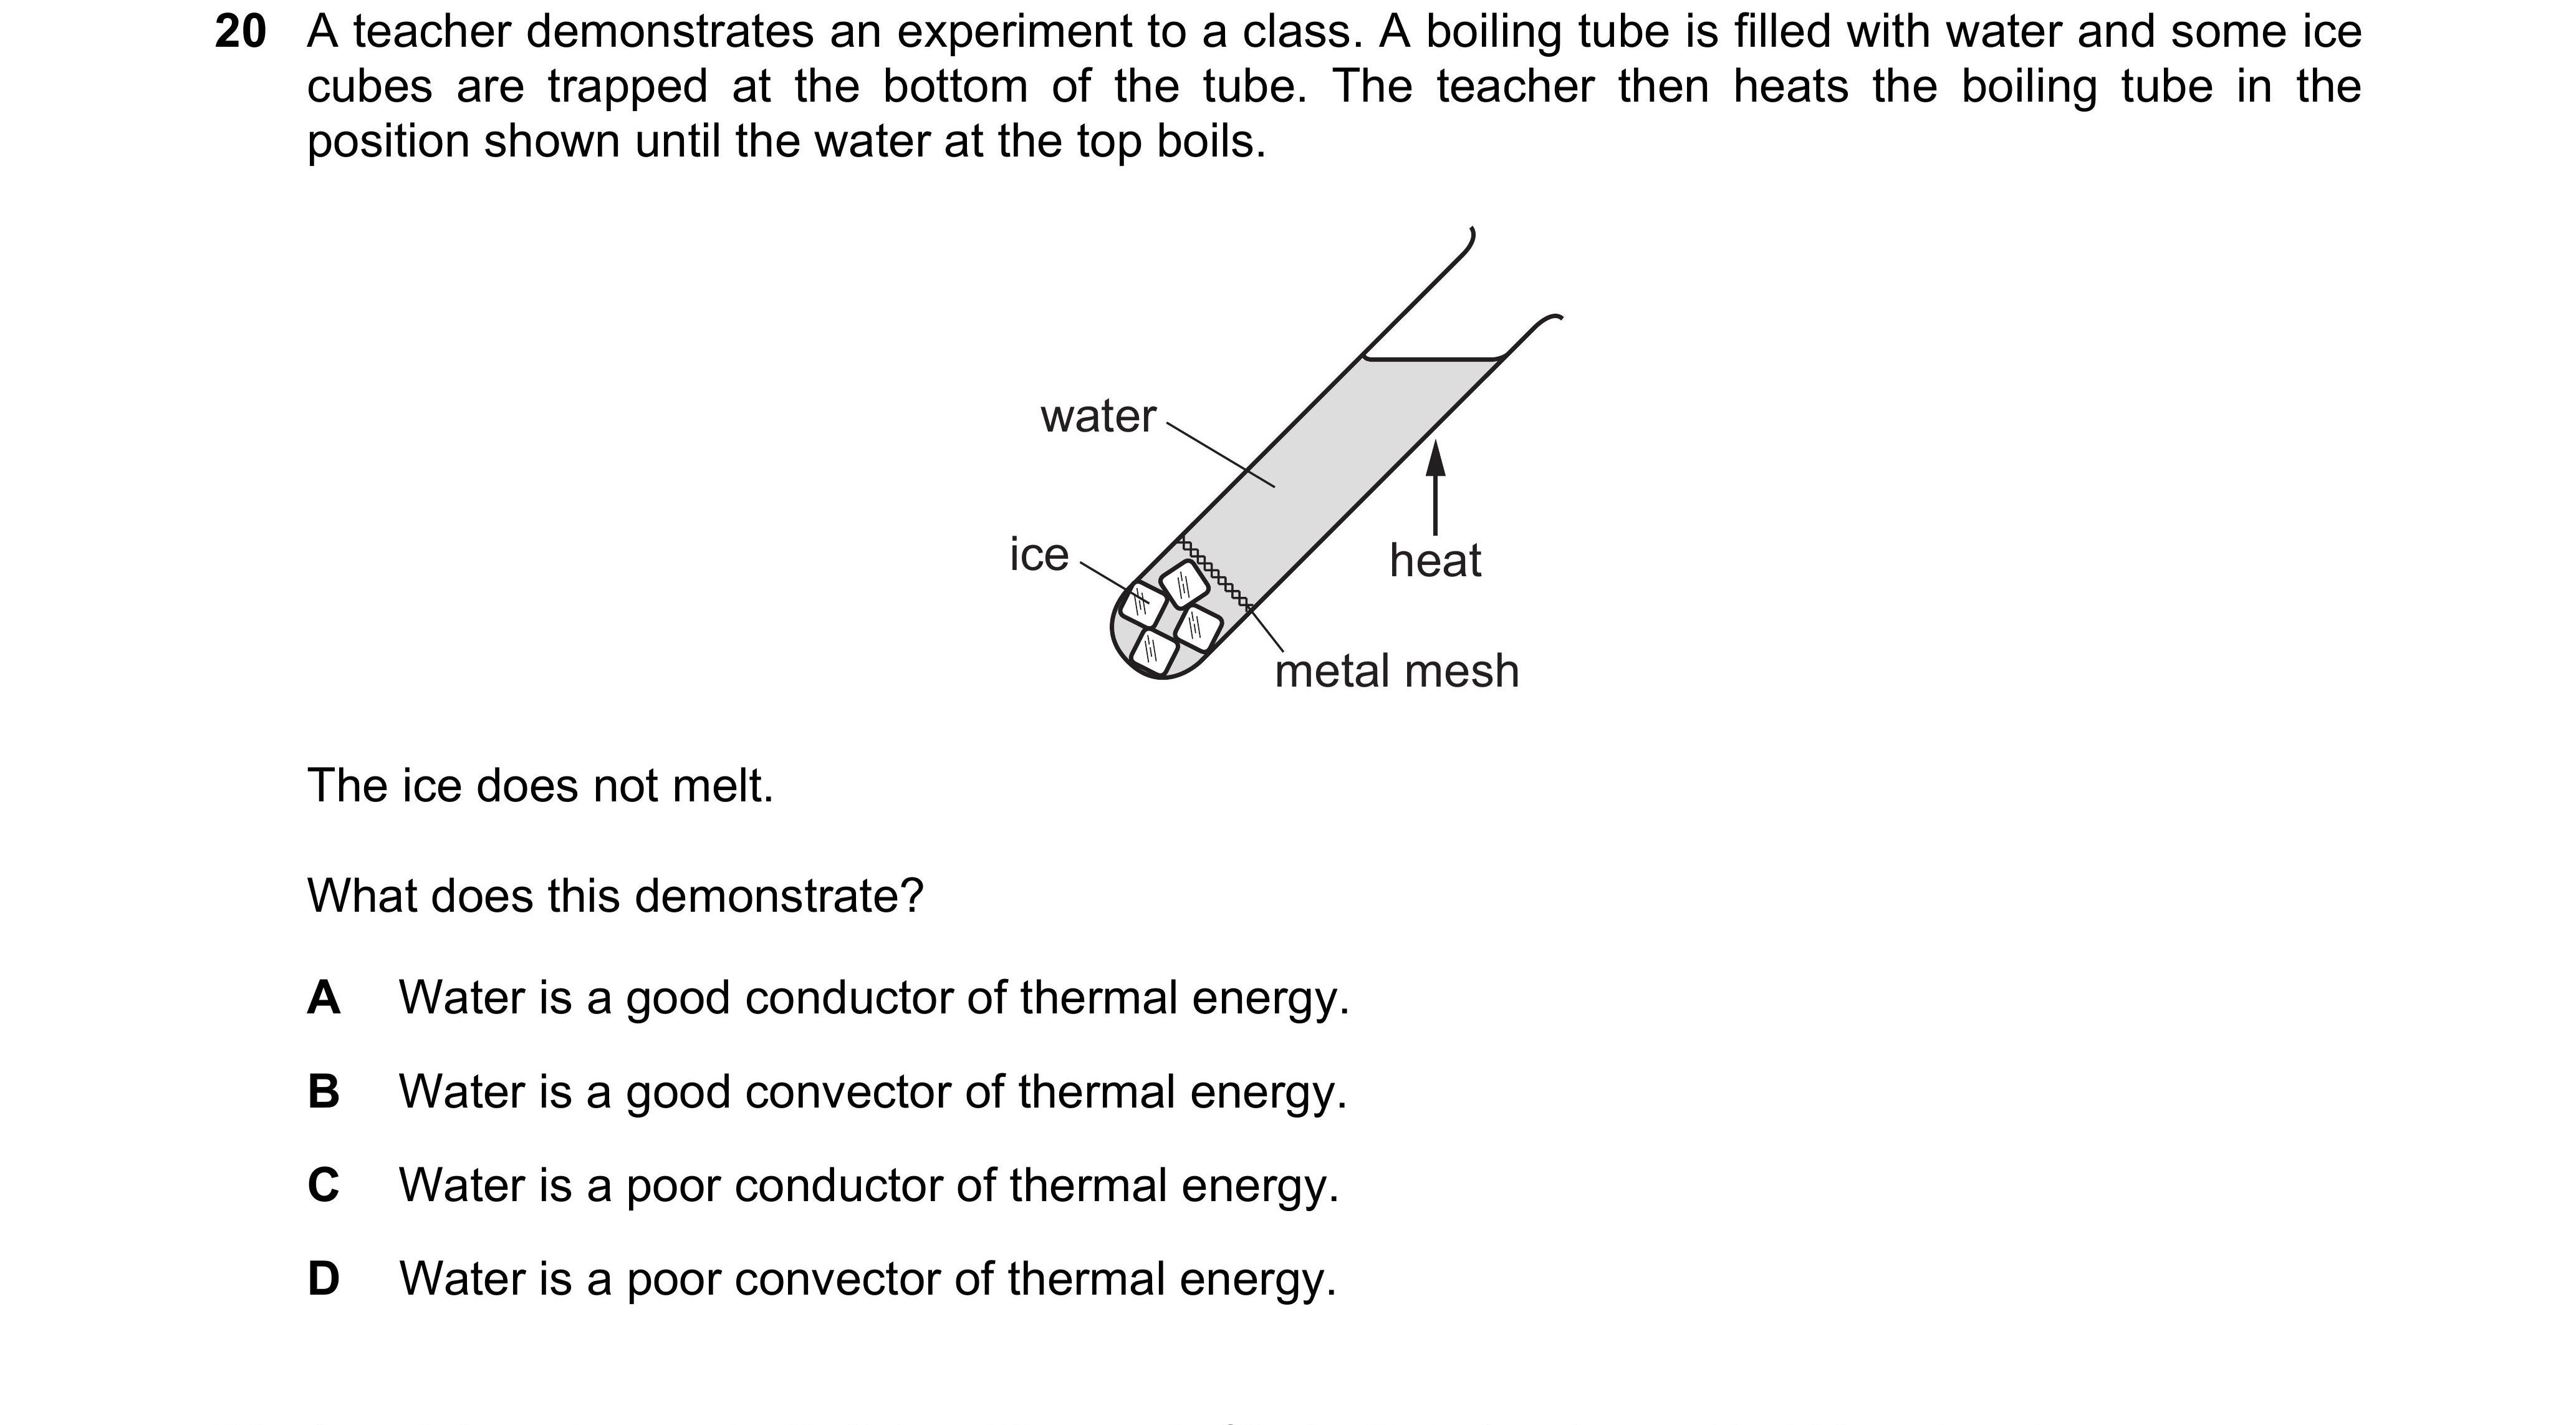 20 A teacher demonstrates an experiment to a class. A boiling tube is filled with water and some ice
cubes are trapped at the bottom of the tube. The teacher then heats the boiling tube in the
position shown until the water at the top boils.
water
ice
heat
metal mesh
The ice does not melt.
What does this demonstrate?
A Water is a good conductor of thermal energy.
B Water is a good convector of thermal energy.
C Water is a poor conductor of thermal energy.
D Water is a poor convector of thermal energy.